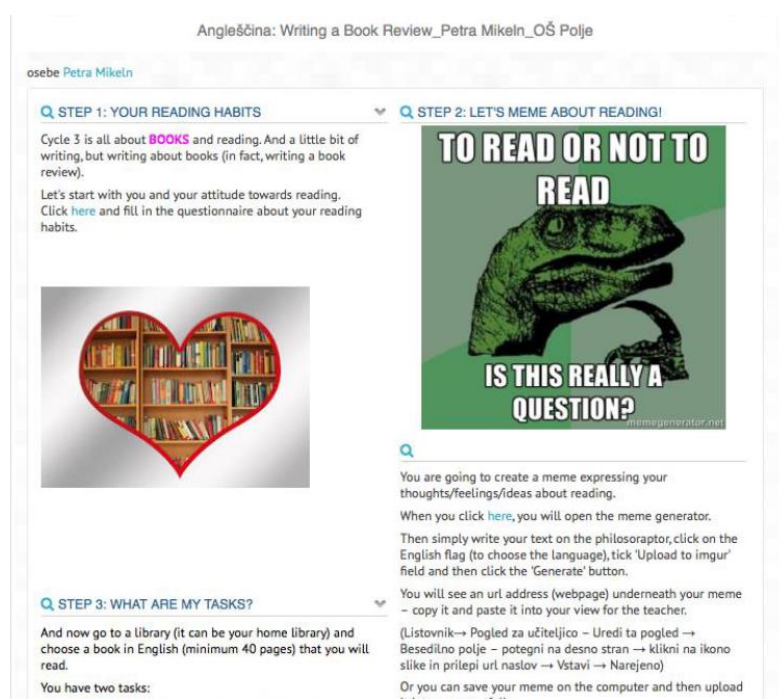 Angleščina: Writing a Book Review_Petra Mikeln_OŠ Polje
osebe Petra Mikeln
STEP 1: YOUR READING HABITS
Cycle 3 is all about BOOKS and reading. And a little bit of
writing, but writing about books (in fact, writing a book
review).
Let's start with you and your attitude towards reading.
Click here and fill in the questionnaire about your reading
habits.
STEP 3: WHAT ARE MY TASKS?
And now go to a library (it can be your home library) and
choose a book in English (minimum 40 pages) that you will
read.
You have two tasks:
STEP 2: LET'S MEME ABOUT READING!
TO READ OR NOT TO
READ
IS THIS REALLY A
QUESTION?
memegenerator.net
You are going to create a meme expressing your
thoughts/feelings/ideas about reading.
When you click here, you will open the meme generator.
Then simply write your text on the philosoraptor, click on the
English flag (to choose the language), tick 'Upload to imgur'
field and then click the 'Generate' button.
You will see an url address (webpage) underneath your meme
– copy it and paste it into your view for the teacher.
(Listovnik→ Pogled za učiteljico – Uredi ta pogled →
Besedilno polje – potegni na desno stran → klikni na ikono
slike in prilepi url naslov → Vstavi → Narejeno)
Or you can save your meme on the computer and then upload